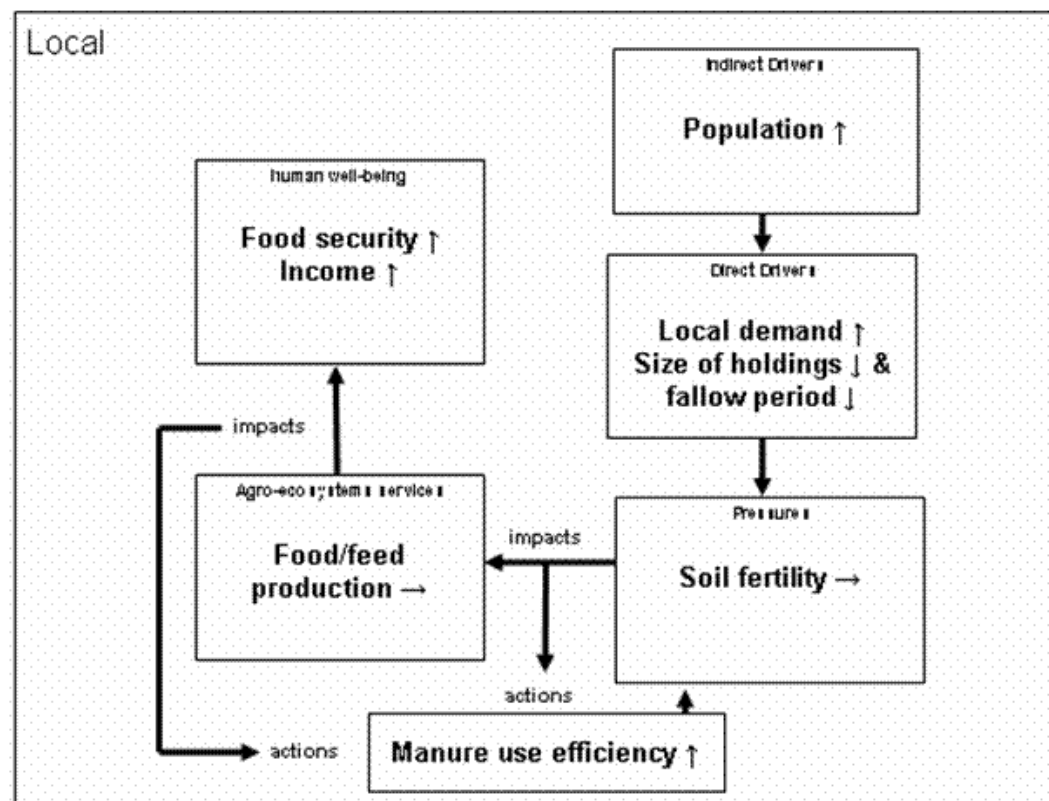 Local
Indirect Drivers
Population ↑
human well-being
Food security ↑
Income ↑
Direct Drivers
Local demand ↑
Size of holdings ↓ &
fallow period ↓
impacts
Agro-ecosystems services
Food/feed
production →
impacts
Pressures
Soil fertility →
actions
actions
Manure use efficiency ↑